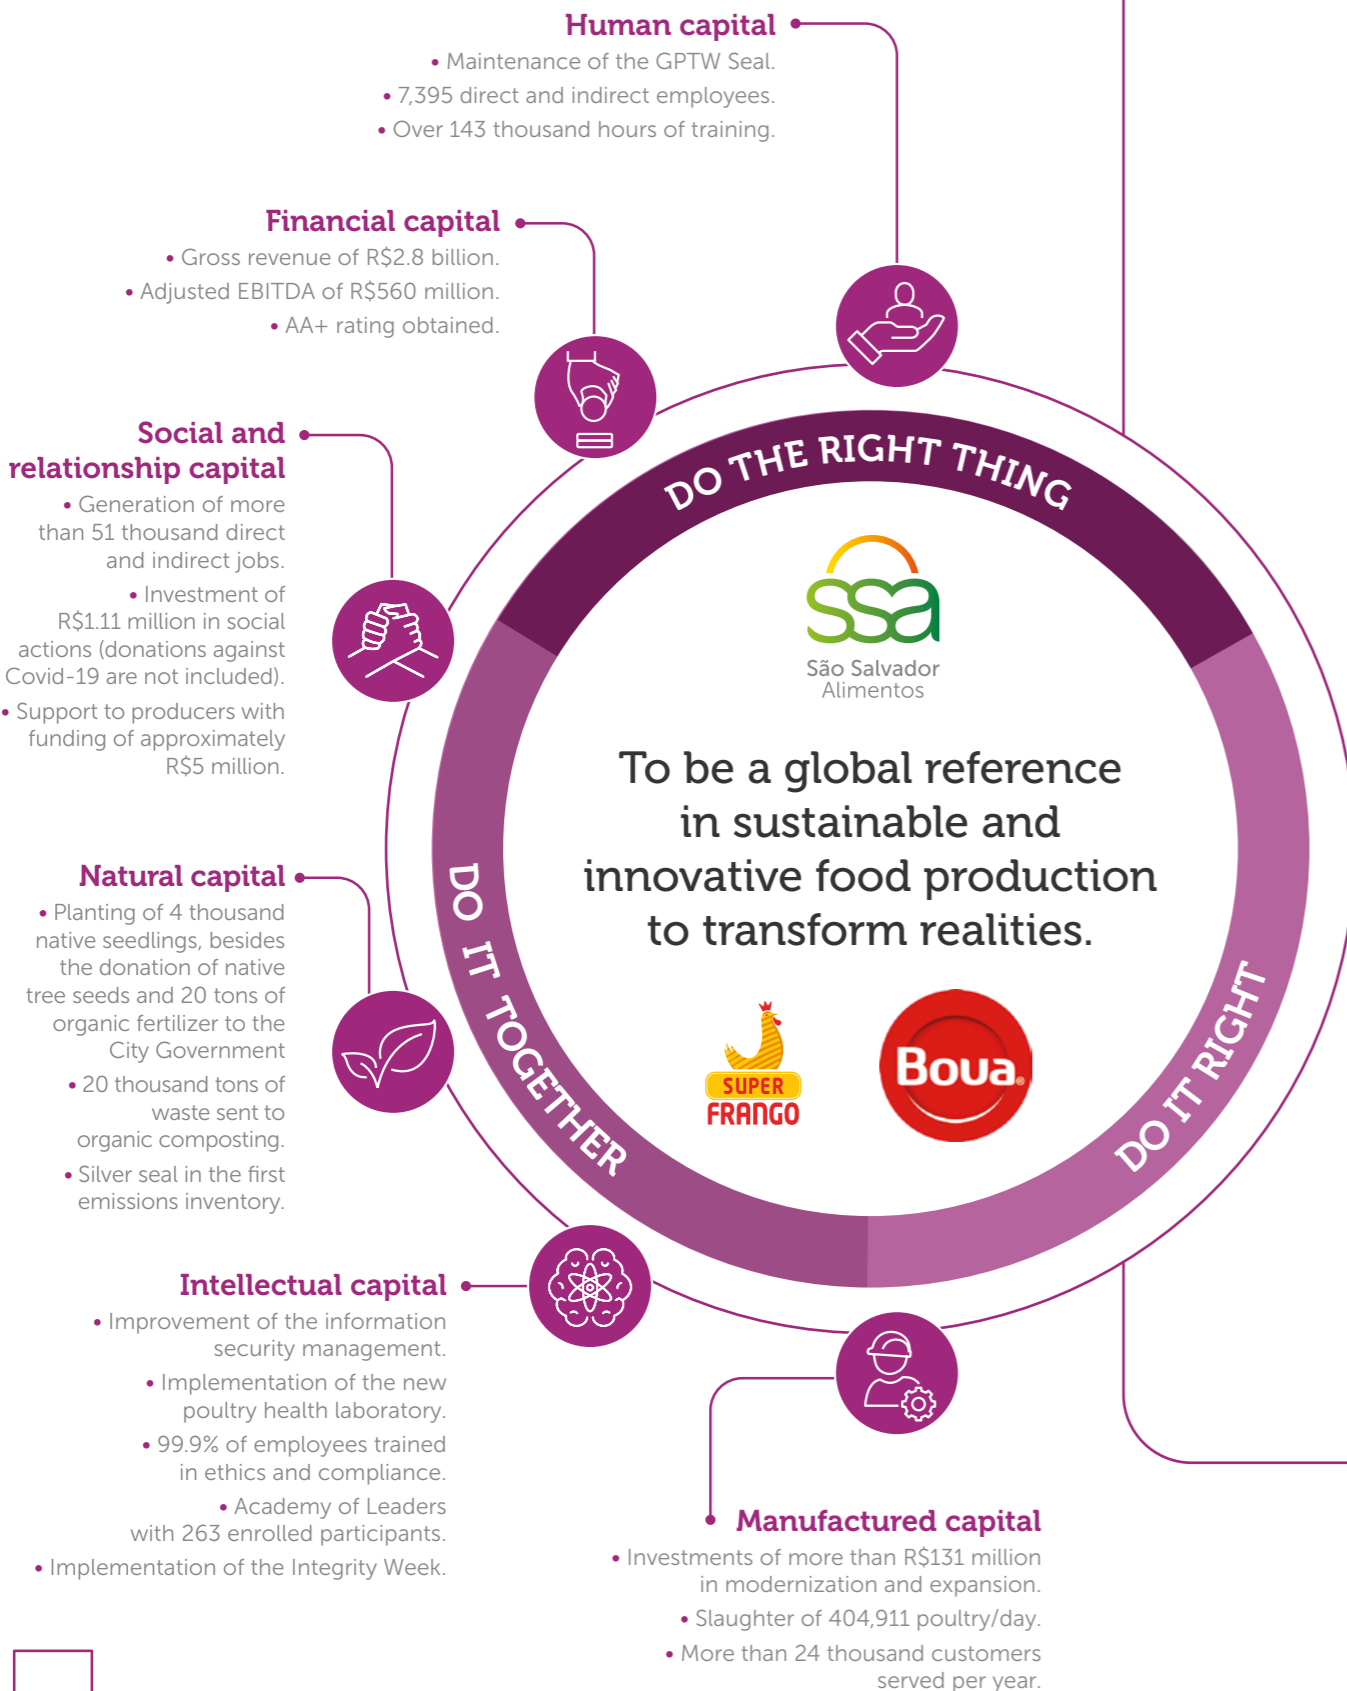 Human capital
• Maintenance of the GPTW Seal.
• 7,395 direct and indirect employees.
• Over 143 thousand hours of training.
Financial capital
• Gross revenue of R$2.8 billion.
• Adjusted EBITDA of R$560 million.
• AA+ rating obtained.
Social and
relationship capital
• Generation of more
than 51 thousand direct
and indirect jobs.
• Investment of
R$1.11 million in social
actions (donations against
Covid-19 are not included).
• Support to producers with
funding of approximately
R$5 million.
Natural capital
• Planting of 4 thousand
native seedlings, besides
the donation of native
tree seeds and 20 tons of
organic fertilizer to the
City Government
• 20 thousand tons of
waste sent to
organic composting.
• Silver seal in the first
emissions inventory.
Intellectual capital
• Improvement of the information
security management.
• Implementation of the new
poultry health laboratory.
• 99.9% of employees trained
in ethics and compliance.
• Academy of Leaders
with 263 enrolled participants.
• Implementation of the Integrity Week.
Manufactured capital
• Investments of more than R$131 million
in modernization and expansion.
• Slaughter of 404,911 poultry/day.
• More than 24 thousand customers
served per year.
DO THE RIGHT THING
DO IT TOGETHER
DO IT RIGHT
ssa
São Salvador
Alimentos
To be a global reference
in sustainable and
innovative food production
to transform realities.
SUPER
FRANGO
Boua®